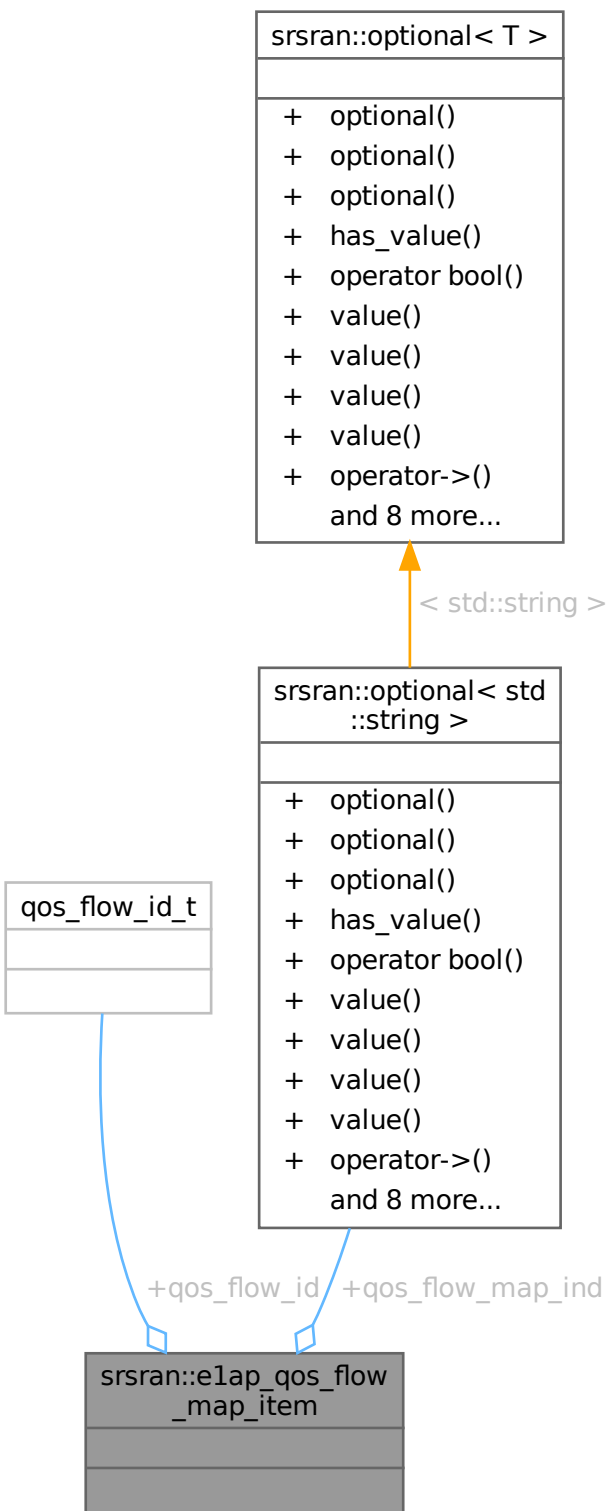 srsran::optional< T >
+ optional()
+ optional()
+ optional()
+ has_value()
+ operator bool()
+ value()
+ value()
+ value()
+ value()
+ operator->()
and 8 more...
< std::string >
srsran::optional< std
::string >
+ optional()
+ optional()
+ optional()
+ has_value()
+ operator bool()
+ value()
+ value()
+ value()
+ value()
+ operator->()
and 8 more...
qos_flow_id_t
+qos_flow_id
+qos_flow_map_ind
srsran::e1ap_qos_flow
_map_item